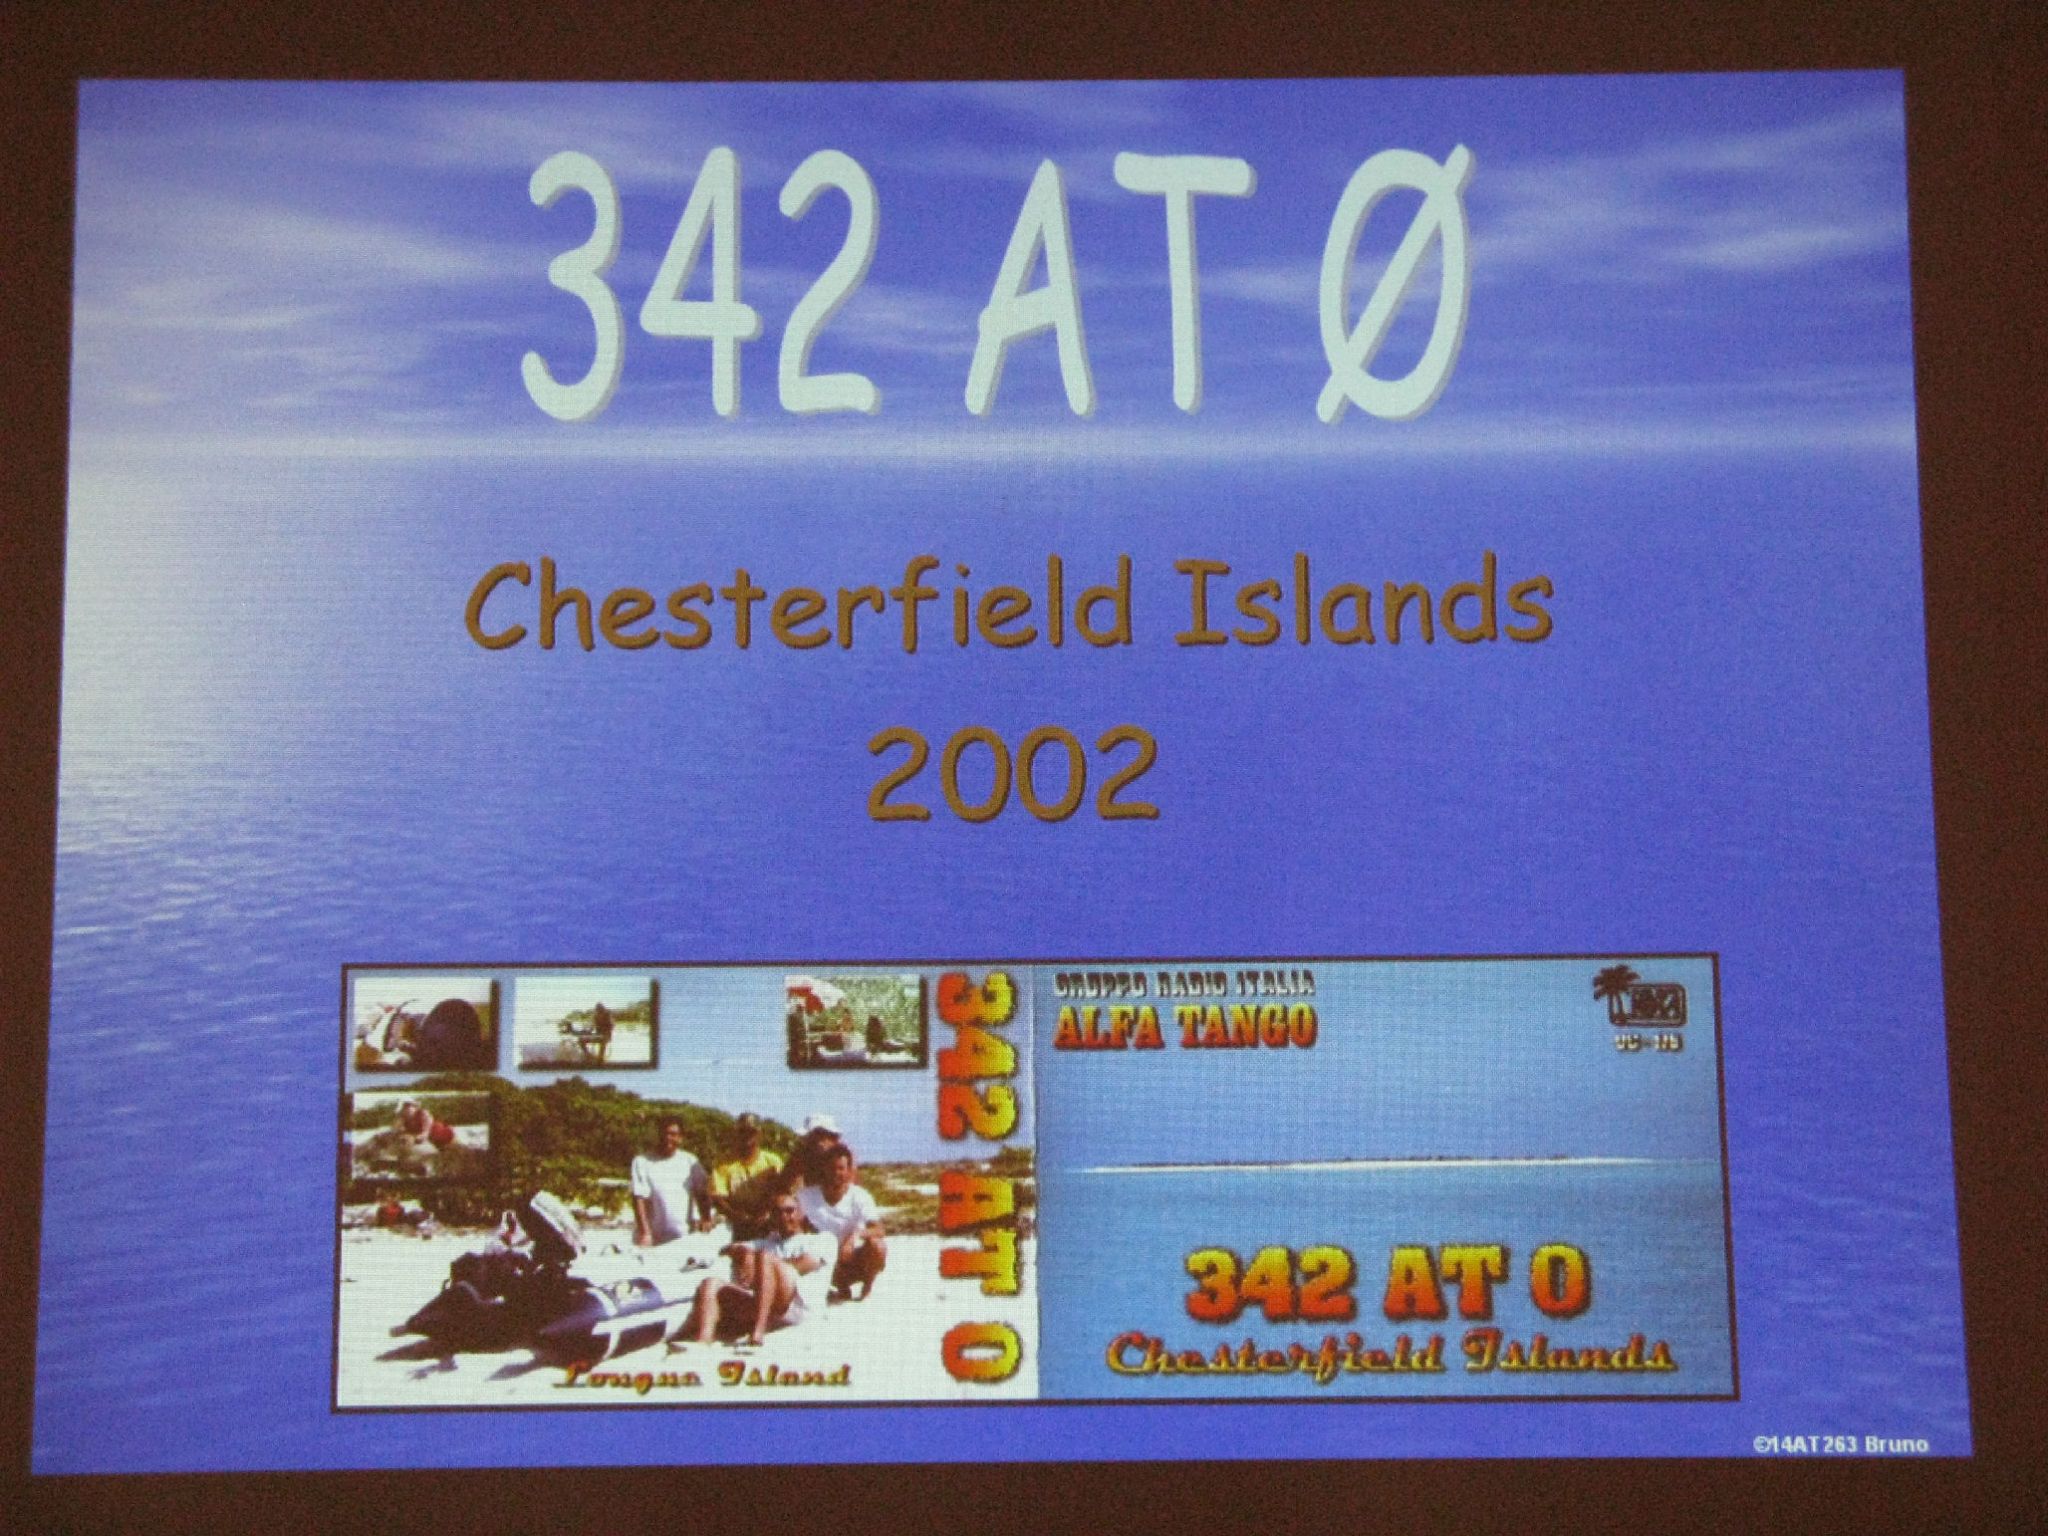 342 AT Ø
Chesterfield Islands
2002
342 AT 0
Longue Island
GRUPPO RADIO ITALIA
ALFA TANGO
342 AT 0
Chesterfield Islands
©14AT263 Bruno